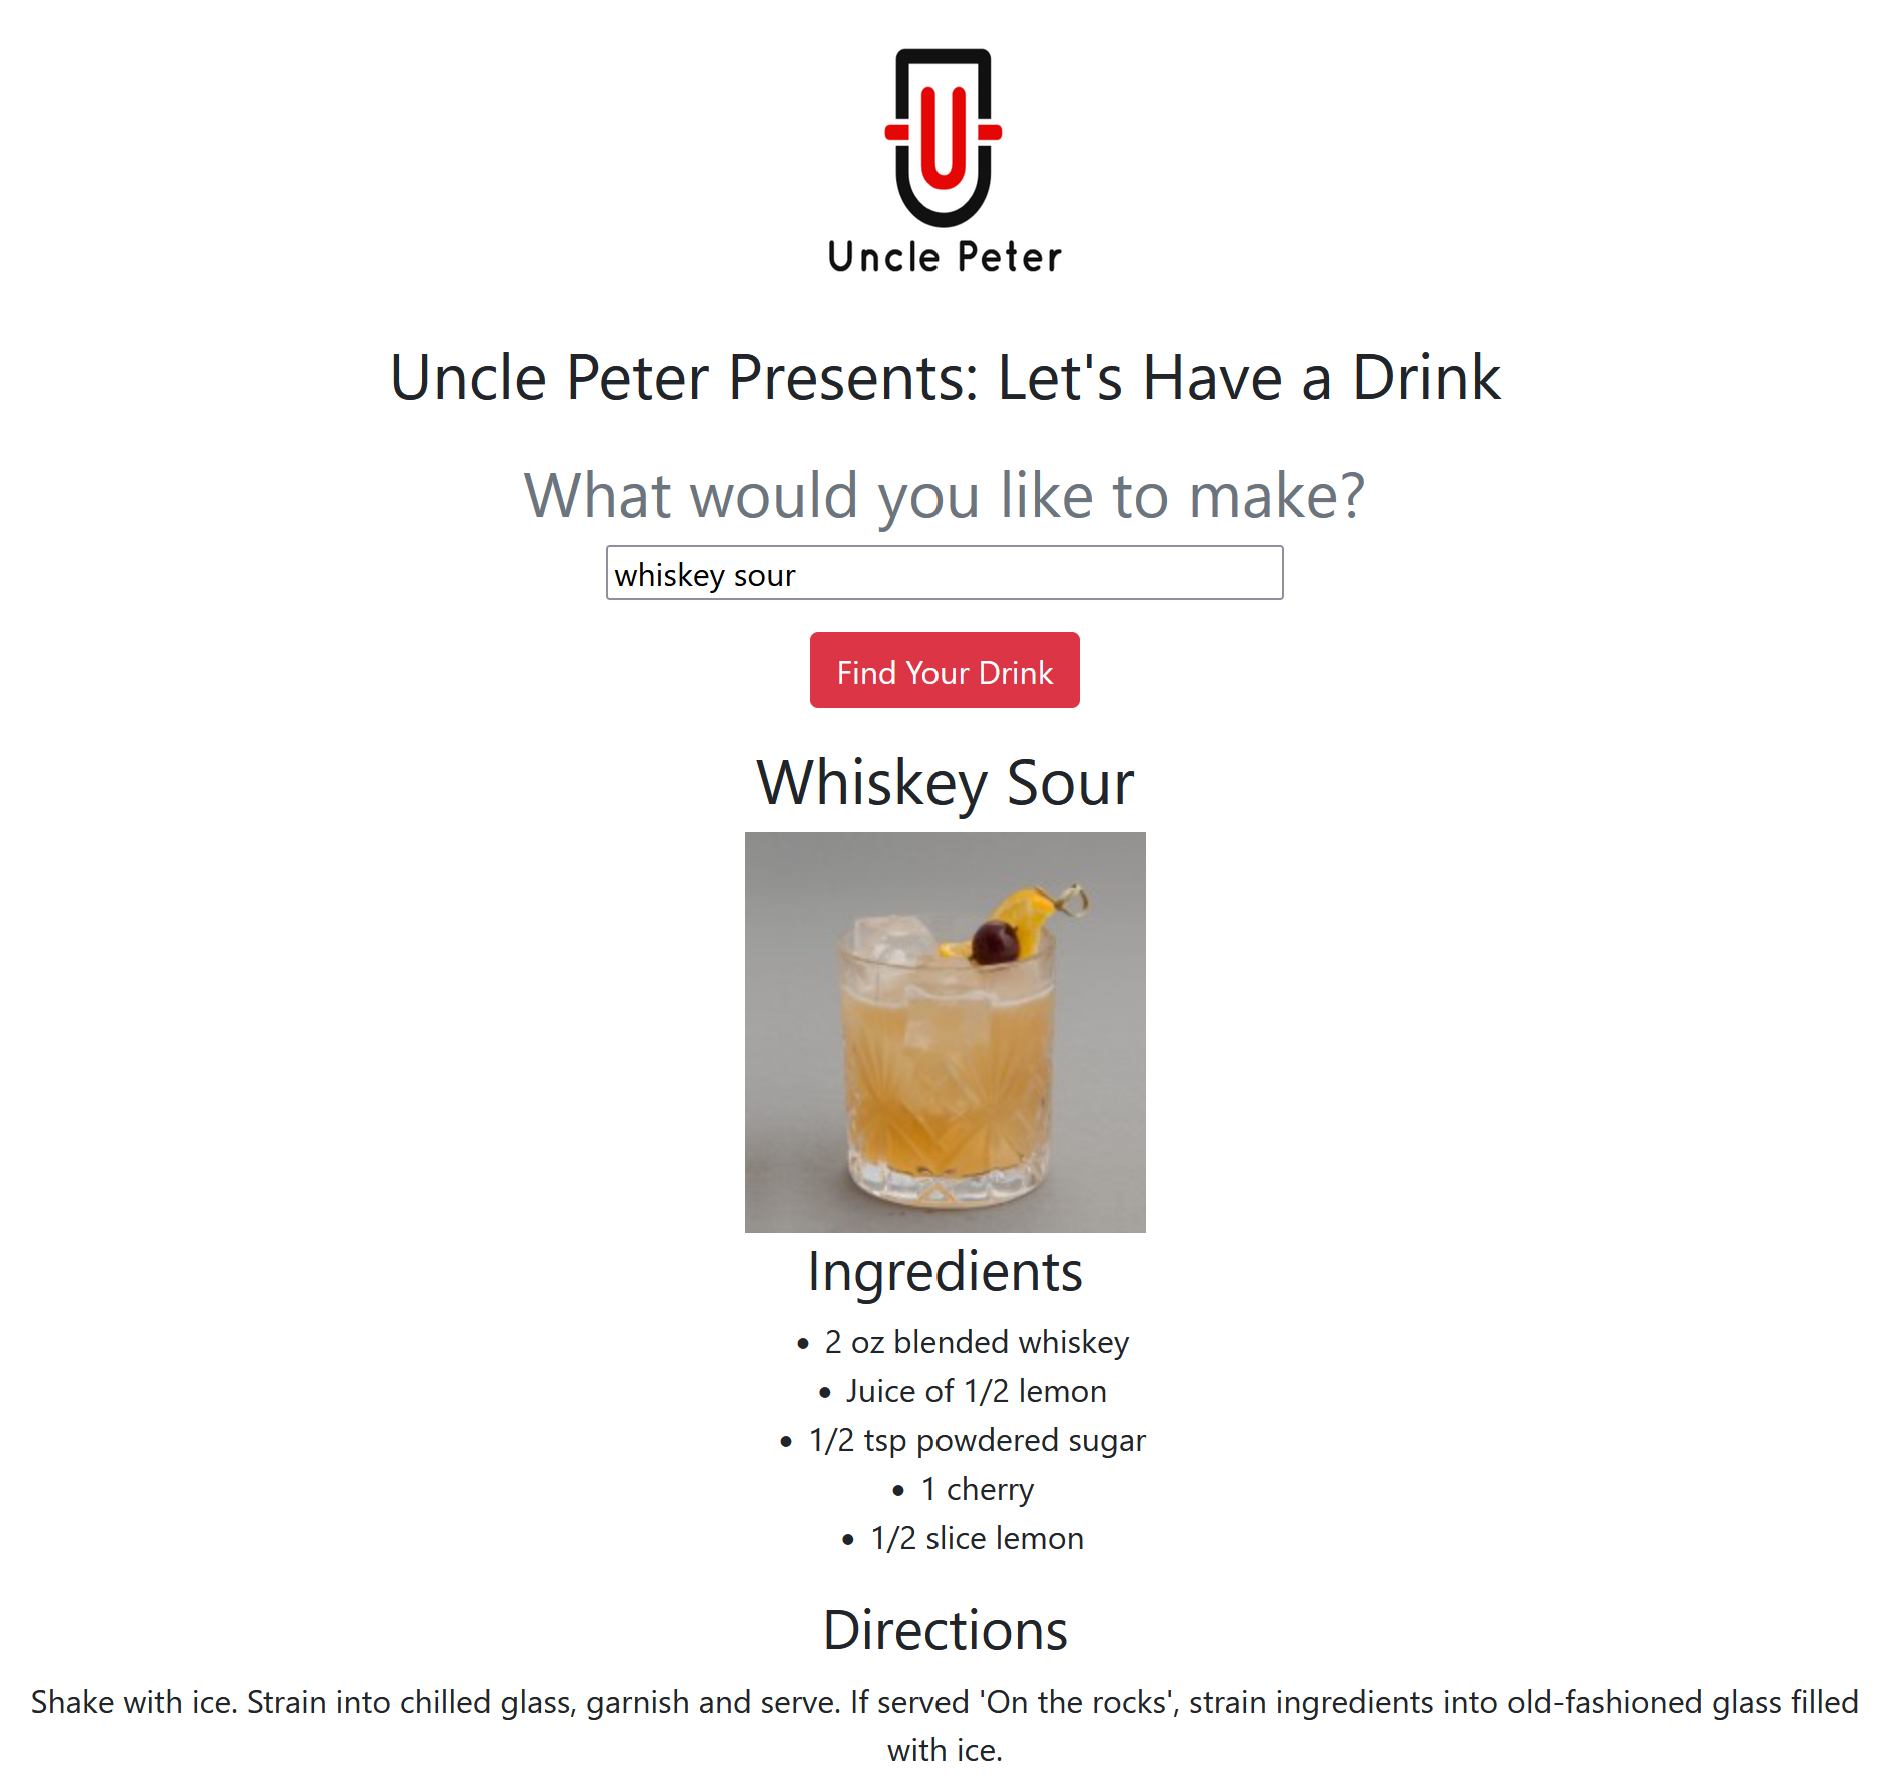 Uncle Peter
Uncle Peter Presents: Let's Have a Drink
What would you like to make?
whiskey sour
Find Your Drink
Whiskey Sour
Ingredients
• 2 oz blended whiskey
• Juice of 1/2 lemon
• 1/2 tsp powdered sugar
• 1 cherry
• 1/2 slice lemon
Directions
Shake with ice. Strain into chilled glass, garnish and serve. If served 'On the rocks', strain ingredients into old-fashioned glass filled
with ice.